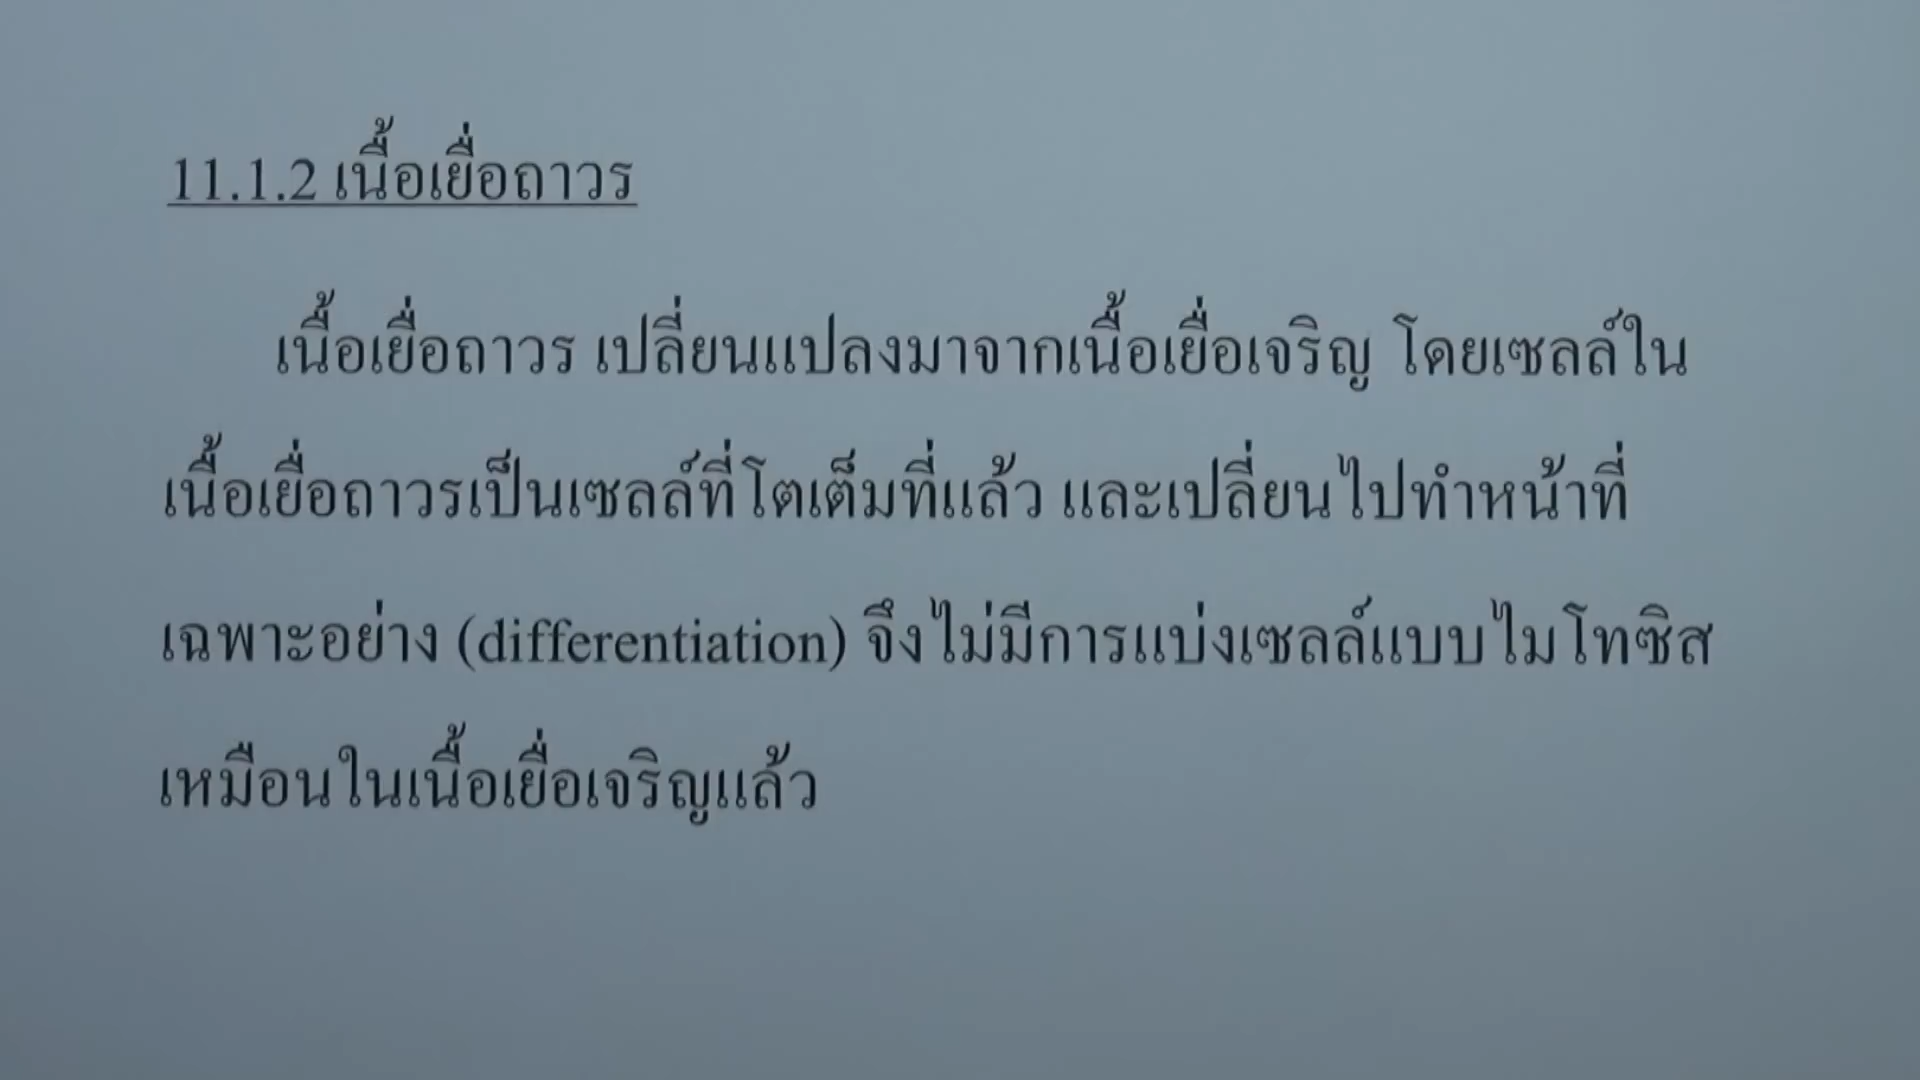 11.1.2 เนื้อเยื่อถาวร
เนื้อเยื่อถาวร เปลี่ยนแปลงมาจากเนื้อเยื่อเจริญ โดยเซลล์ใน
เนื้อเยื่อถาวรเป็นเซลล์ที่โตเต็มที่แล้ว และเปลี่ยนไปทำหน้าที่
เฉพาะอย่าง (differentiation) จึงไม่มีการแบ่งเซลล์แบบไมโทซิส
เหมือนในเนื้อเยื่อเจริญแล้ว